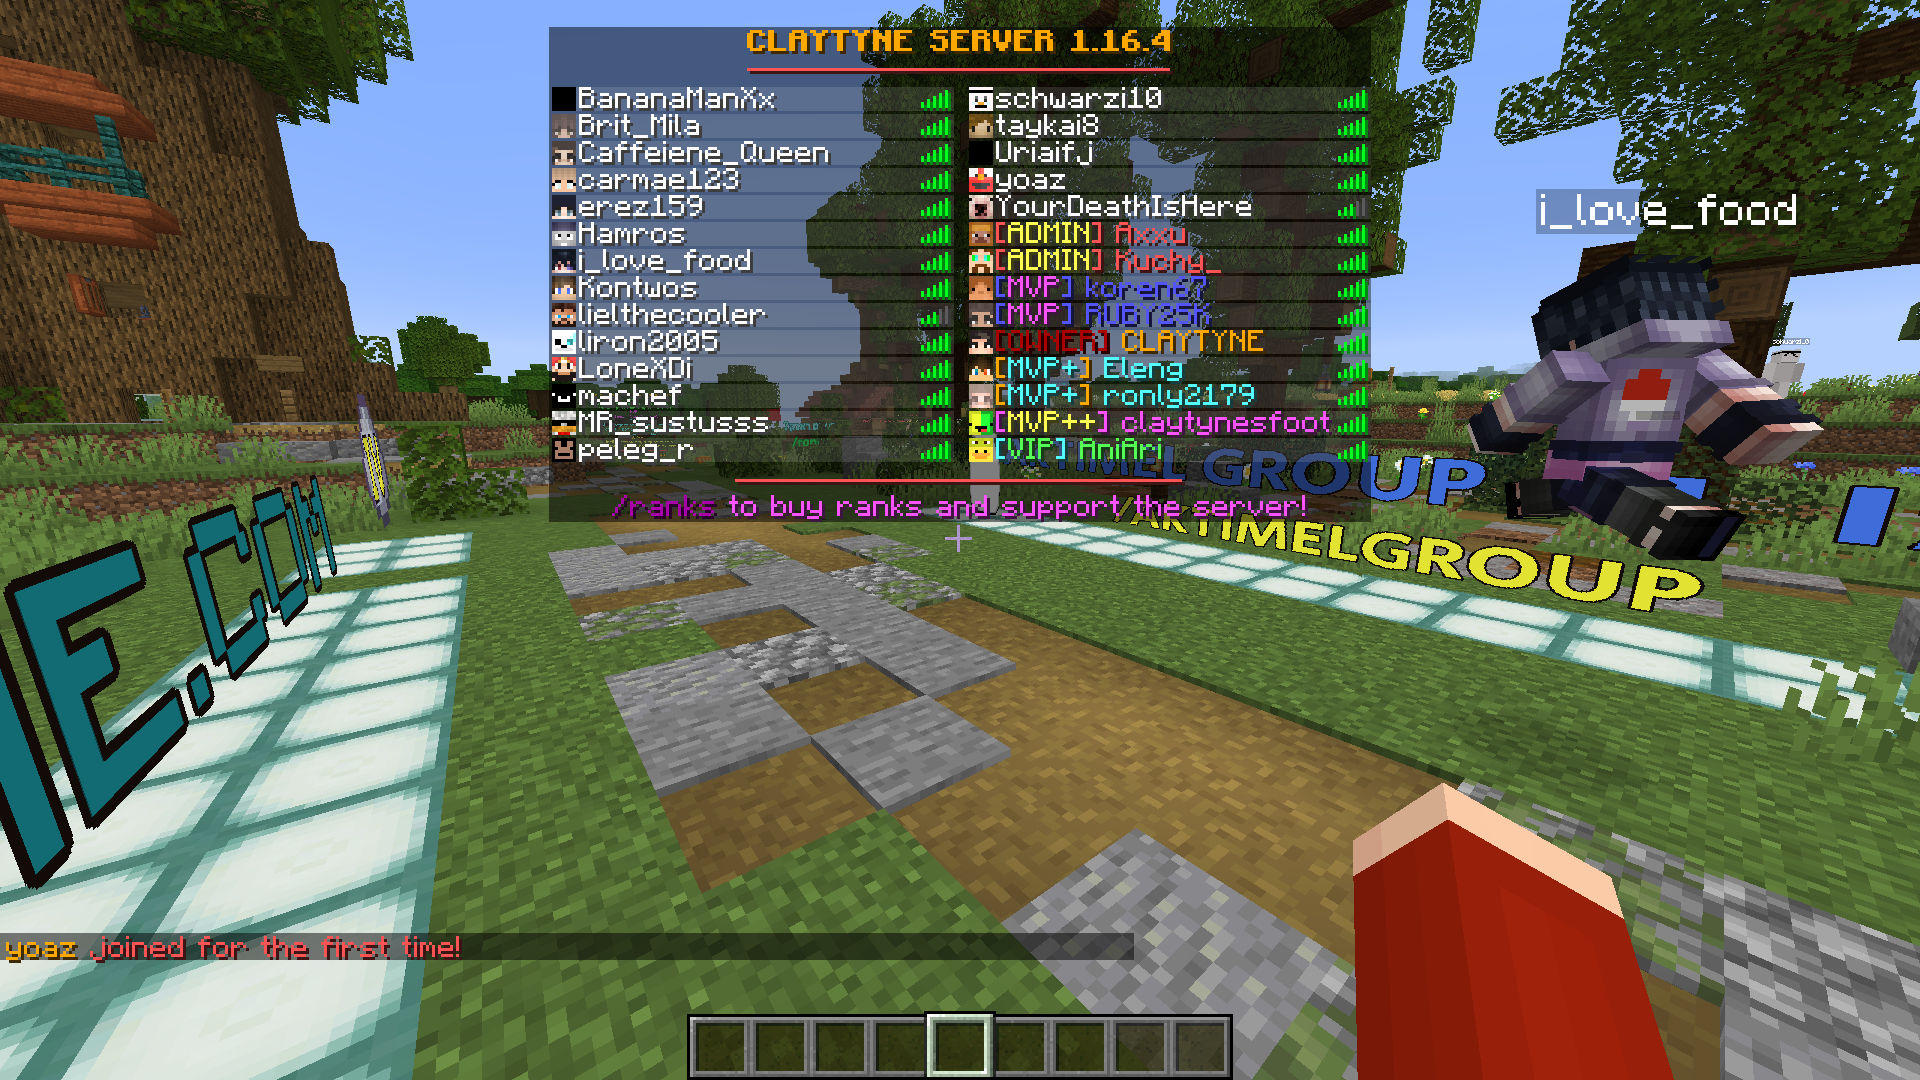 CLAYTYNE SERVER 1.16.4
BananaManXx
Brit_Mila
Caffeiene_Queen
carmae123
erez159
Hamros
i_love_food
Kontwos
lielthecooler
liron2005
LoneXDi
machef
MR_sustusss
peleg_r
schwarzi10
taykai8
Uriaifj
yoaz
YourDeathIsHere
[ADMIN] Axxu
[ADMIN] Kuchy_
[MVP] koren67
[MVP] RUBY25h
[OWNER] CLAYTYNE
[MVP+] Eleng
[MVP+] ronly2179
[MVP++] claytynesfoot
[VIP] AniAri
/ranks to buy ranks and support the server!
i_love_food
GROUP
/ARTIMELGROUP
E.COM
yoaz joined for the first time!